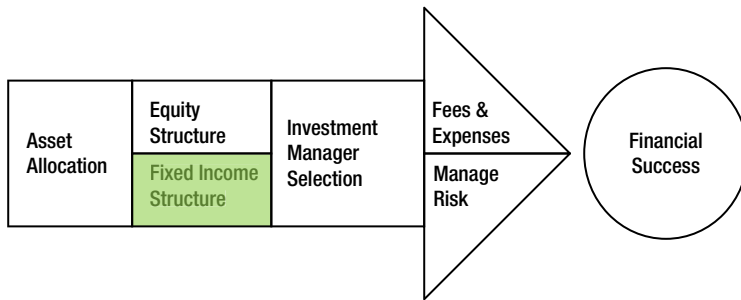 Asset
Allocation
Equity
Structure
Fixed Income
Structure
Investment
Manager
Selection
Fees &
Expenses
Manage
Risk
Financial
Success